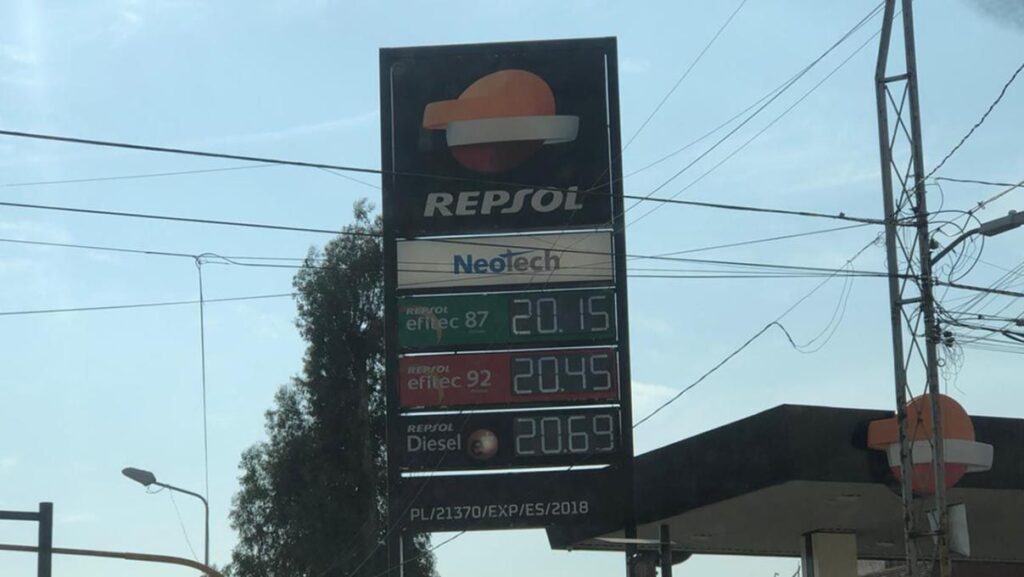 REPSOL
NeoTech
REPSOL
efitec 87 20.15
REPSOL
efitec 92 20.45
REPSOL
Diesel e+ 20.69
PL/21370/EXP/ES/2018